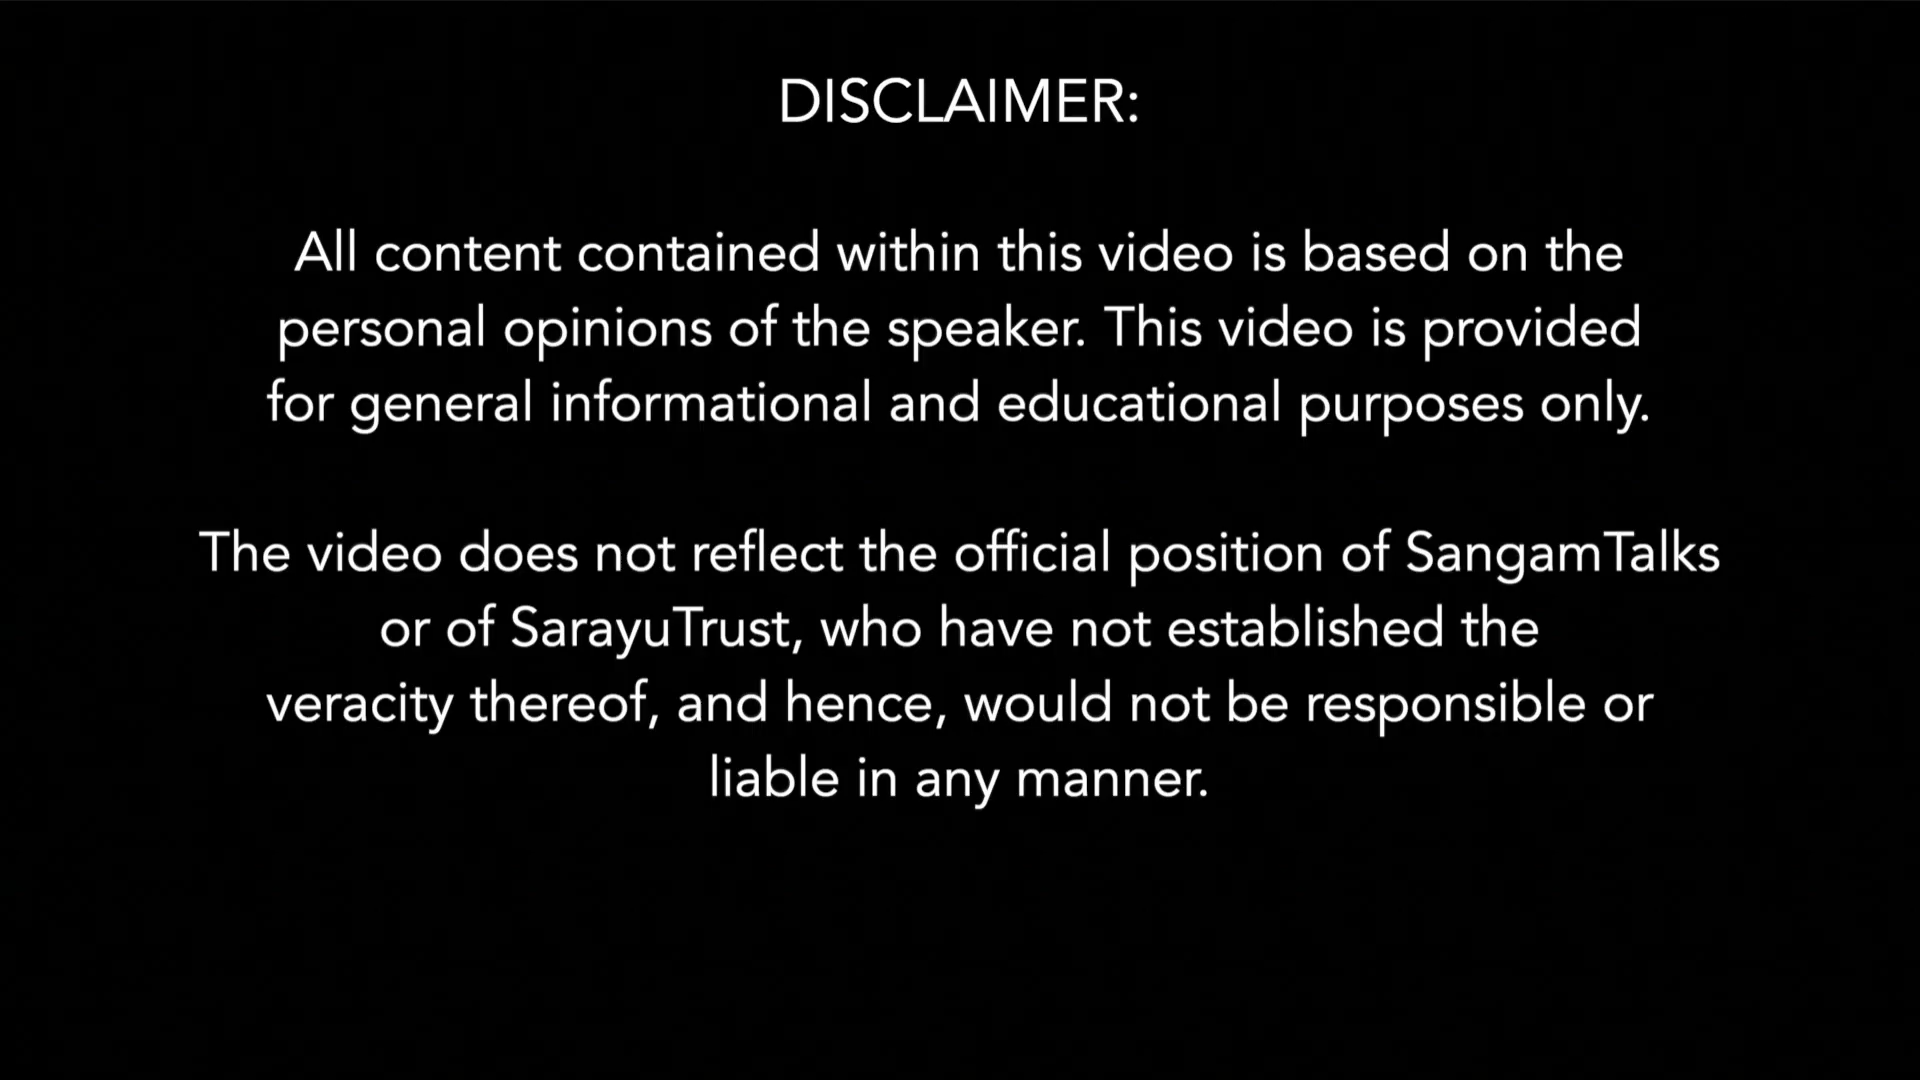 DISCLAIMER:
All content contained within this video is based on the
personal opinions of the speaker. This video is provided
for general informational and educational purposes only.
The video does not reflect the official position of SangamTalks
or of SarayuTrust, who have not established the
veracity thereof, and hence, would not be responsible or
liable in any manner.